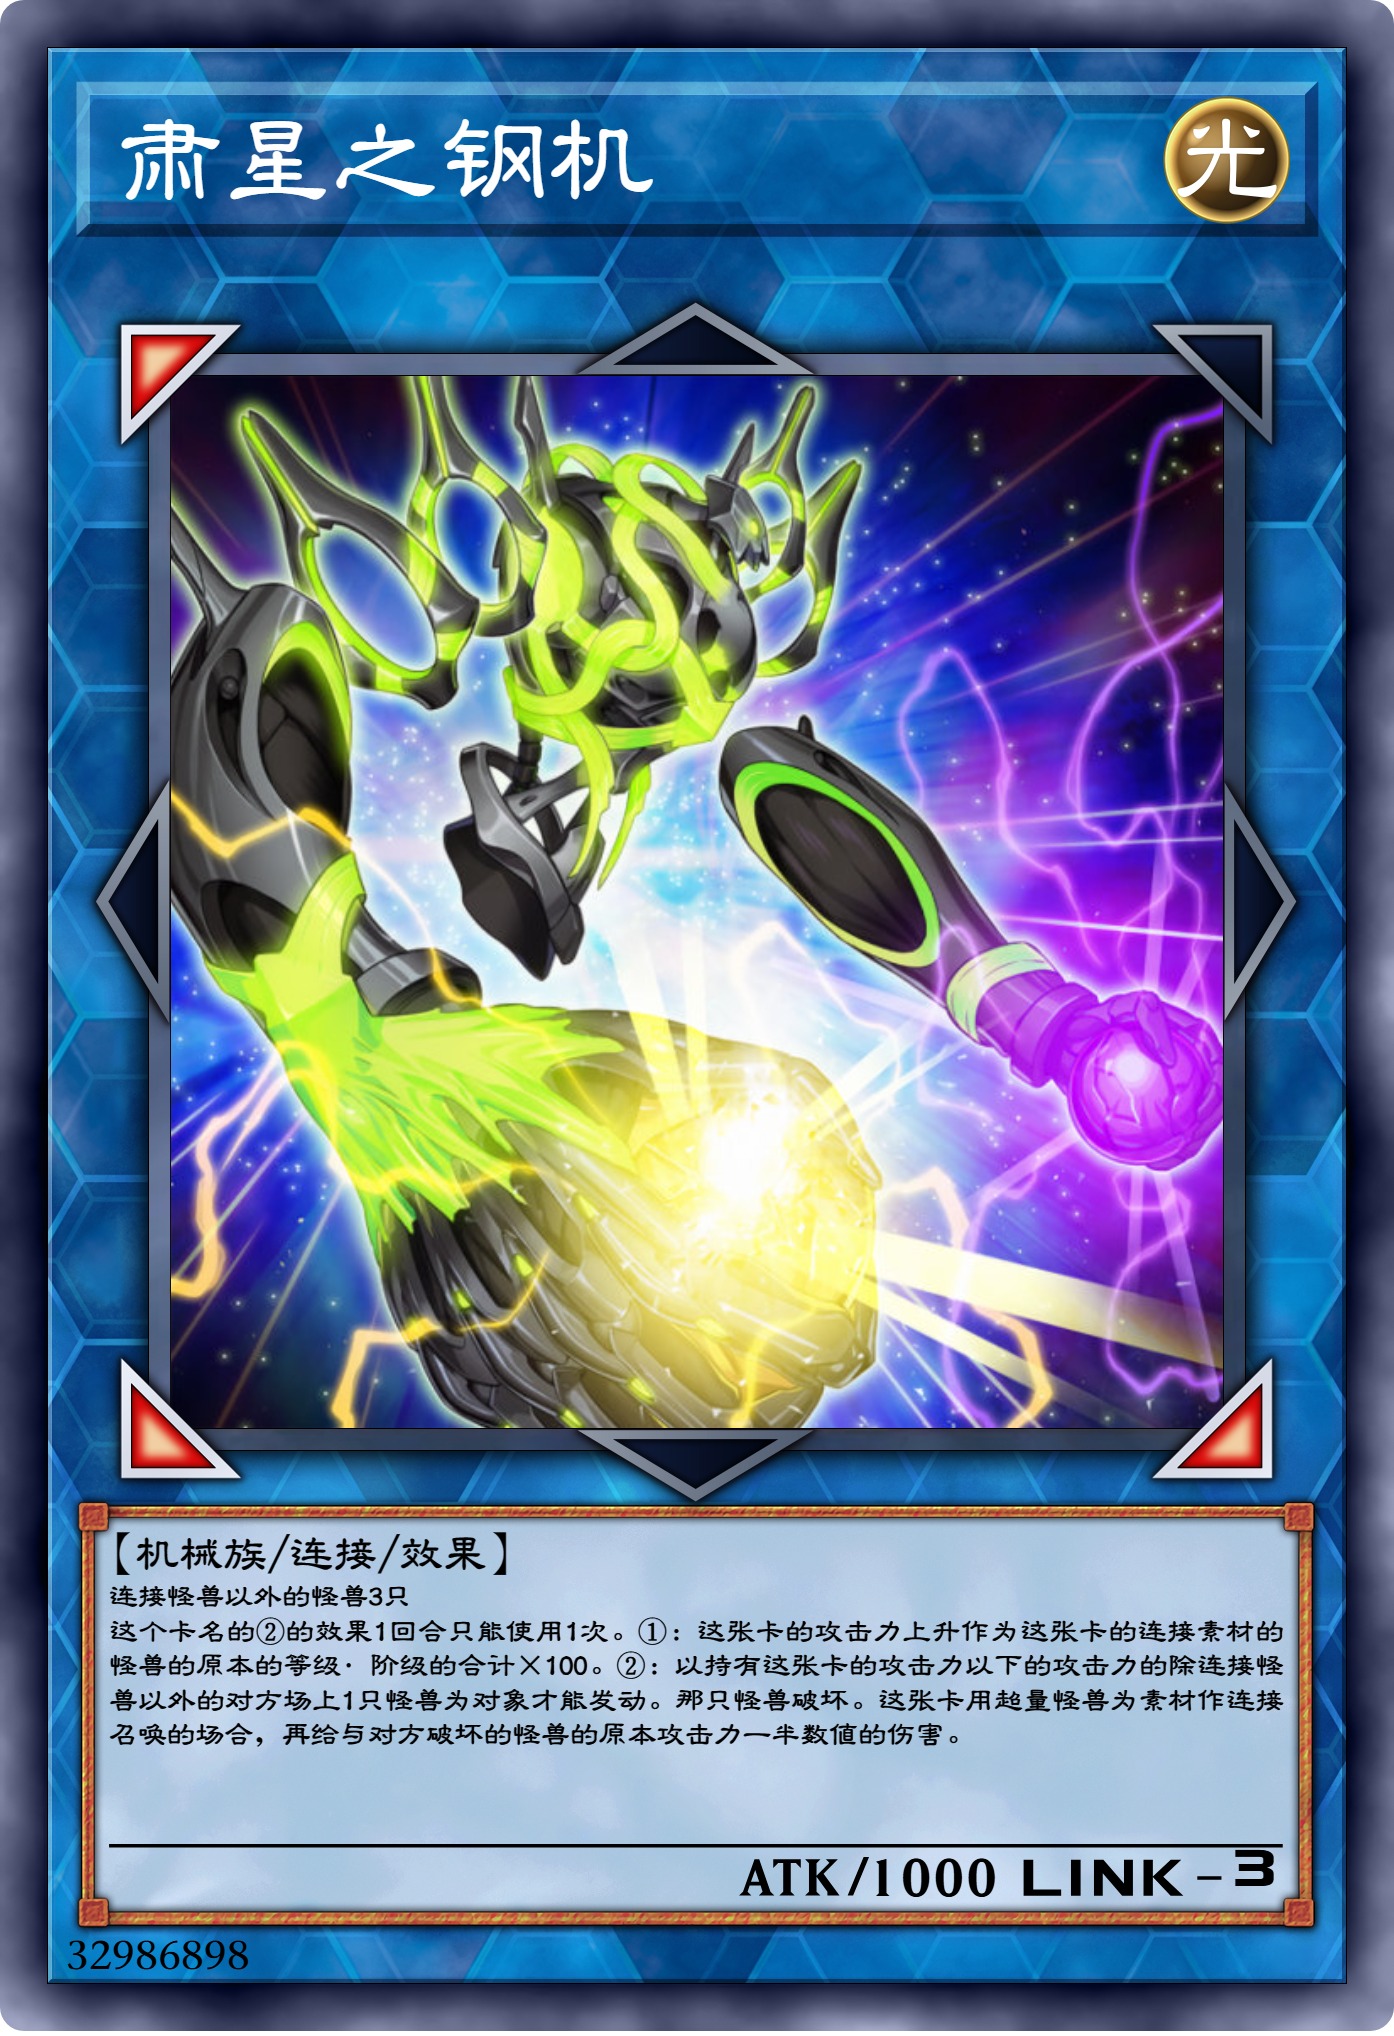 肃星之钢机
光
【机械族/连接/效果】
连接怪兽以外的怪兽3只
这个卡名的②的效果1回合只能使用1次。①：这张卡的攻击力上升作为这张卡的连接素材的
怪兽的原本的等级·阶级的合计×100。②：以持有这张卡的攻击力以下的攻击力的除连接怪
兽以外的对方场上1只怪兽为对象才能发动。那只怪兽破坏。这张卡用超量怪兽为素材作连接
召唤的场合，再给与对方破坏的怪兽的原本攻击力一半数値的伤害。
ATK/1000 LINK-3
32986898